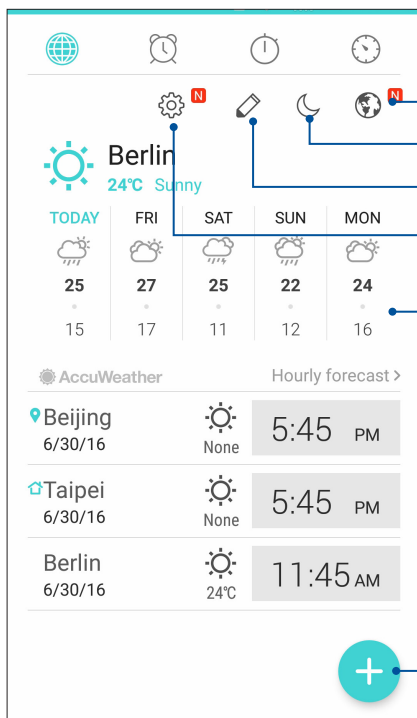 N
N
Berlin
24°C Sunny
TODAY FRI SAT SUN MON
25 27 25 22 24
15 17 11 12 16
AccuWeather Hourly forecast >
Beijing
6/30/16
None
5:45 PM
Taipei
6/30/16
None
5:45 PM
Berlin
6/30/16
24°C
11:45 AM